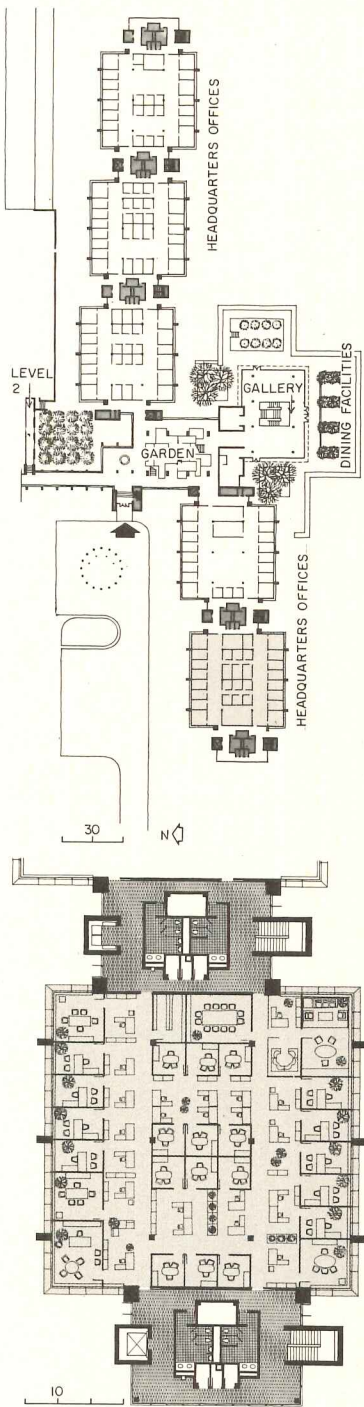 HEADQUARTERS OFFICES
LEVEL
2
GALLERY
DINING FACILITIES
GARDEN
HEADQUARTERS OFFICES
30
N
10